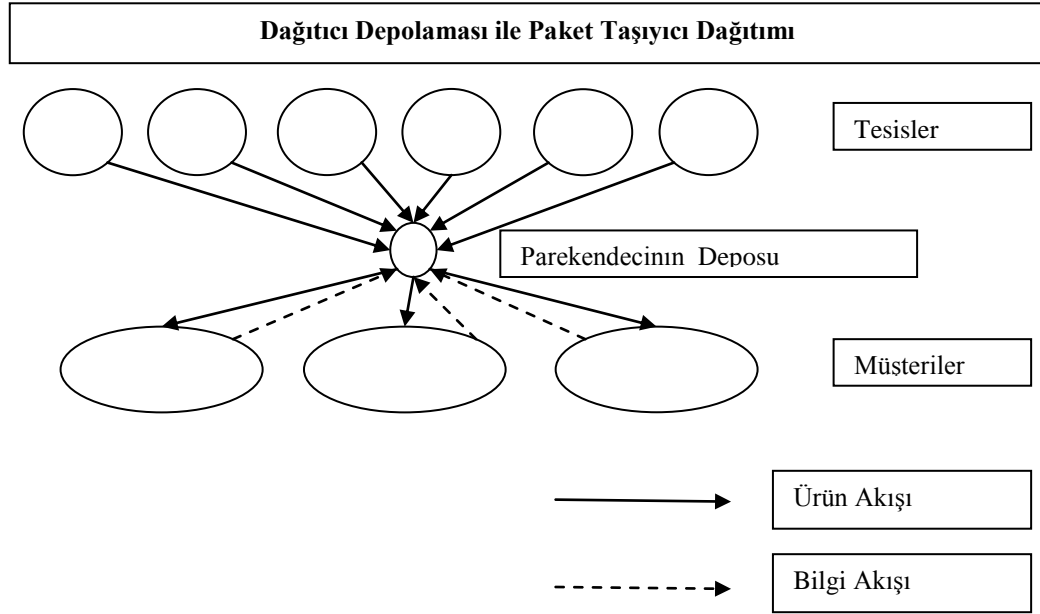 Dağıtıcı Depolaması ile Paket Taşıyıcı Dağıtımı
Tesisler
Parekendecinın Deposu
Müşteriler
Ürün Akışı
Bilgi Akışı